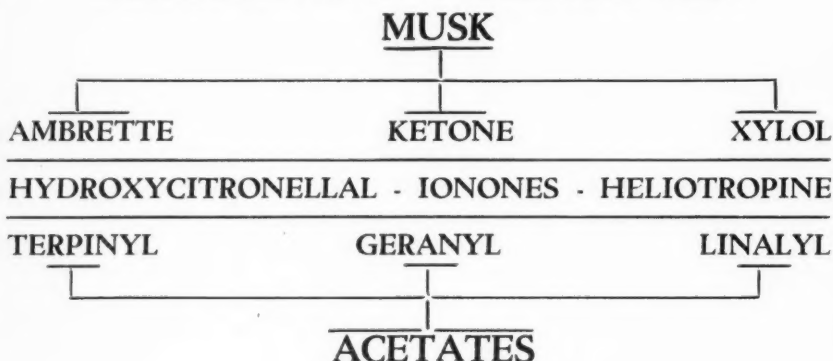 MUSK
AMBRETTE KETONE XYLOL
HYDROXYCITRONELLAL - IONONES - HELIOTROPINE
TERPINYL GERANYL LINALYL
ACETATES